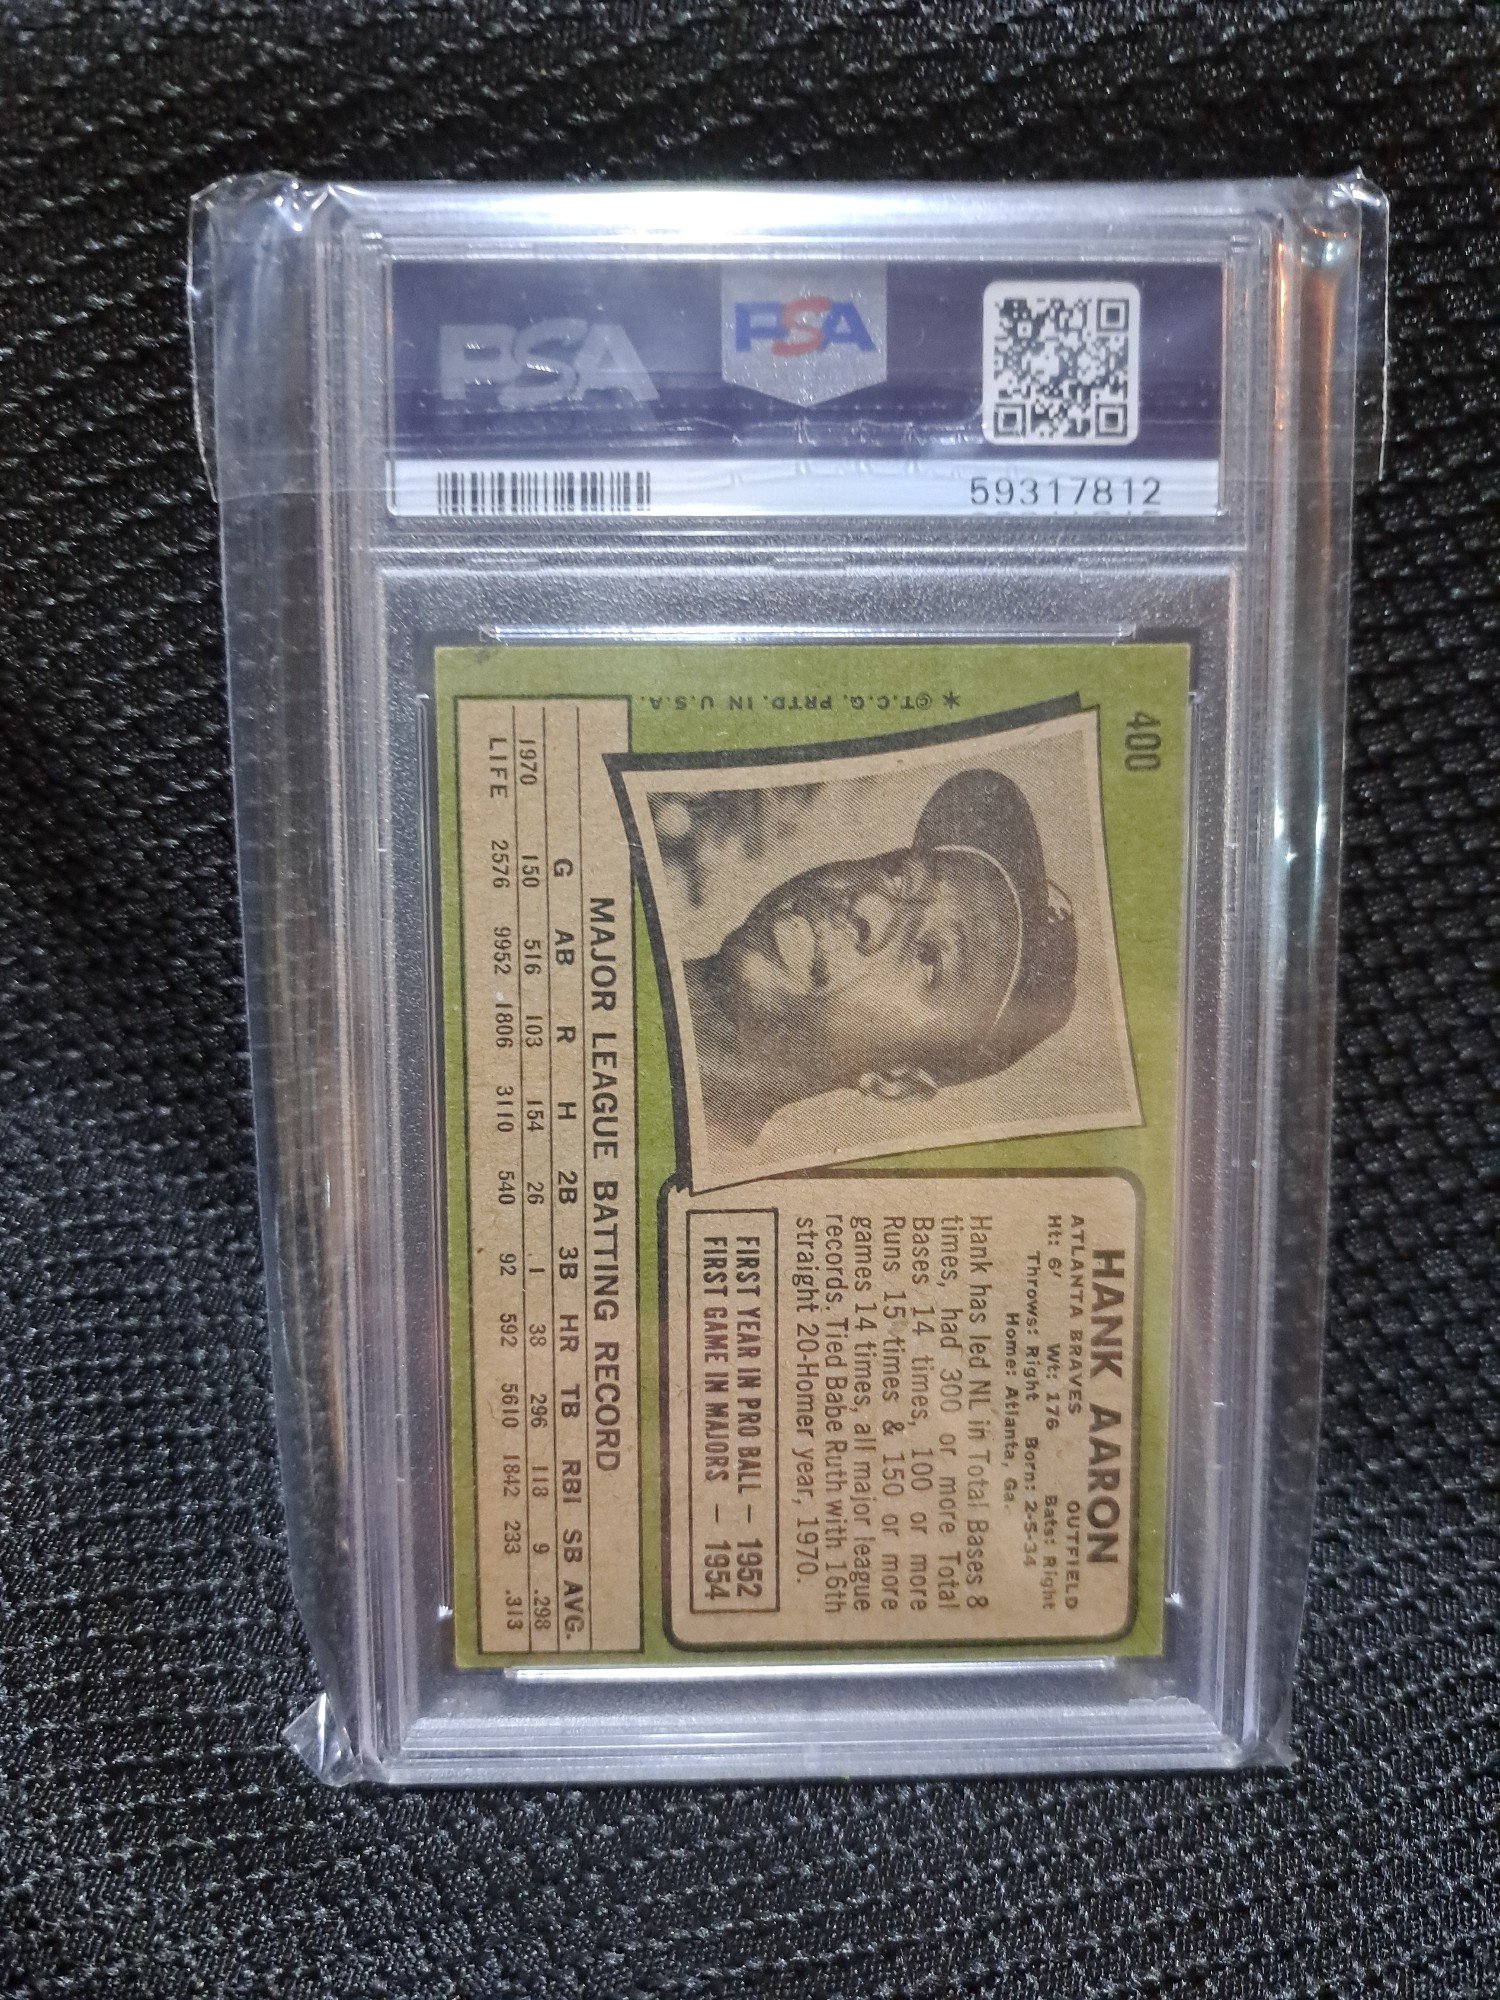 PSA
PSA
59317812
400
* ©T.C.G. PRTD. IN U.S.A.
HANK AARON
ATLANTA BRAVES OUTFIELD
Ht: 6' Wt: 176 Bats: Right
Throws: Right Born: 2-5-34
Home: Atlanta, Ga.
Hank has led NL in Total Bases 8
times, had 300 or more Total
Bases 14 times, 100 or more
Runs 15 times & 150 or more
games 14 times, all major league
records. Tied Babe Ruth with 16th
straight 20-Homer year, 1970.
FIRST YEAR IN PRO BALL — 1952
FIRST GAME IN MAJORS — 1954
MAJOR LEAGUE BATTING RECORD
G AB R H 2B 3B HR TB RBI SB AVG.
1970 150 516 103 154 26 1 38 296 118 9 .298
LIFE 2576 9952 1806 3110 540 92 592 5610 1842 233 .313